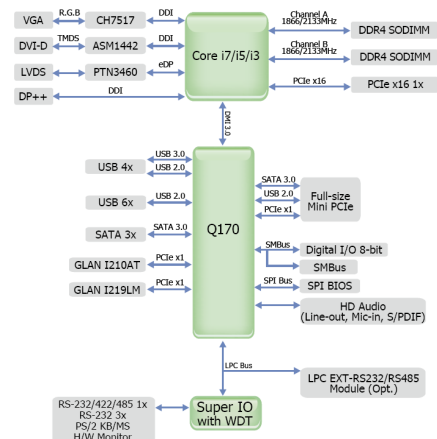 VGA
R.G.B
CH7517
DDI
DVI-D
TMDS
ASM1442
DDI
LVDS
PTN3460
eDP
DP++
DDI
Core i7/i5/i3
Channel A
1866/2133MHz
DDR4 SODIMM
Channel B
1866/2133MHz
DDR4 SODIMM
PCIe x16
PCIe x16 1x
DMI 3.0
USB 4x
USB 3.0
USB 2.0
USB 6x
USB 2.0
SATA 3x
SATA 3.0
GLAN I210AT
PCIe x1
GLAN I219LM
PCIe x1
Q170
SATA 3.0
USB 2.0
PCIe x1
Full-size
Mini PCIe
SMBus
Digital I/O 8-bit
SMBus
SPI Bus
SPI BIOS
HD Audio
(Line-out, Mic-in, S/PDIF)
LPC Bus
LPC EXT-RS232/RS485
Module (Opt.)
Super IO
with WDT
RS-232/422/485 1x
RS-232 3x
PS/2 KB/MS
H/W Monitor